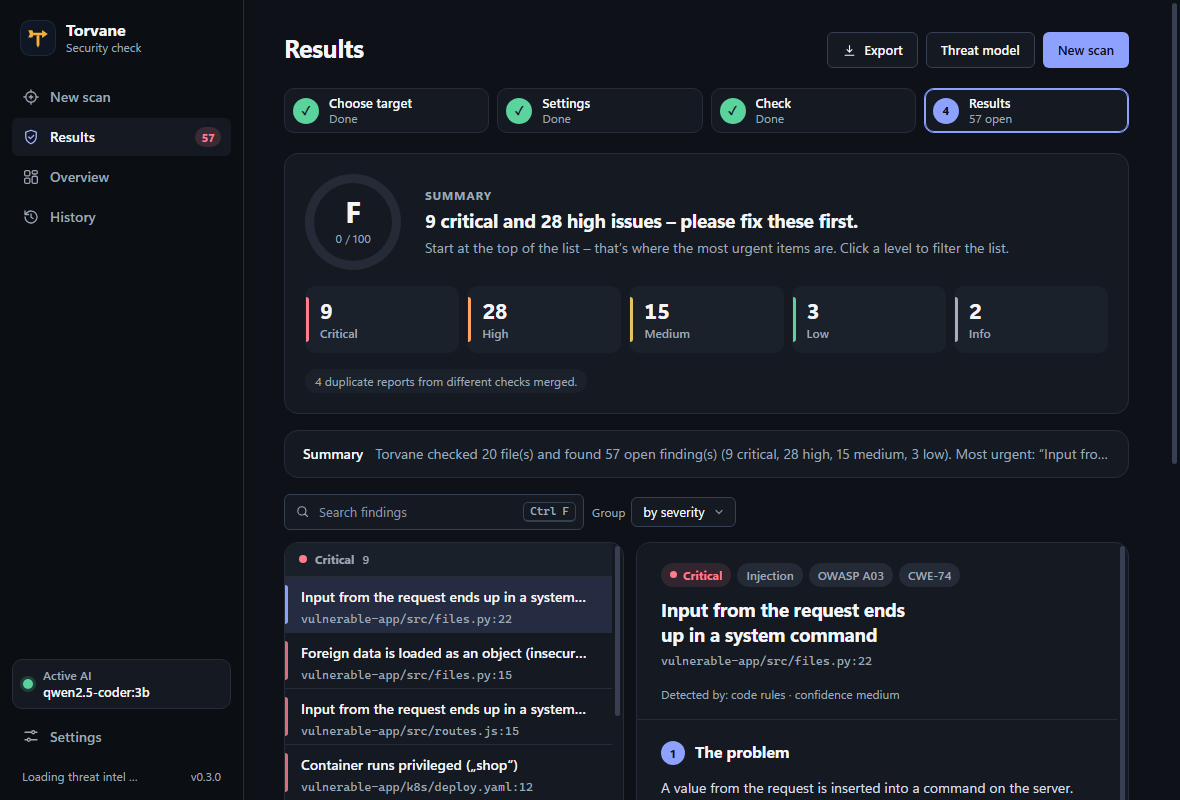 Torvane
Security check
New scan
Results 57
Overview
History
Active AI
qwen2.5-coder:3b
Settings
Loading threat intel ... v0.3.0
Results
Export Threat model New scan
✓ Choose target
Done
✓ Settings
Done
✓ Check
Done
4 Results
57 open
F
0 / 100
SUMMARY
9 critical and 28 high issues – please fix these first.
Start at the top of the list – that’s where the most urgent items are. Click a level to filter the list.
9
Critical
28
High
15
Medium
3
Low
2
Info
4 duplicate reports from different checks merged.
Summary Torvane checked 20 file(s) and found 57 open finding(s) (9 critical, 28 high, 15 medium, 3 low). Most urgent: “Input fro...
Search findings Ctrl F Group by severity
Critical 9
Input from the request ends up in a system...
vulnerable-app/src/files.py:22
Foreign data is loaded as an object (insecur...
vulnerable-app/src/files.py:15
Input from the request ends up in a system...
vulnerable-app/src/routes.js:15
Container runs privileged („shop“)
vulnerable-app/k8s/deploy.yaml:12
Critical Injection OWASP A03 CWE-74
Input from the request ends
up in a system command
vulnerable-app/src/files.py:22
Detected by: code rules · confidence medium
1 The problem
A value from the request is inserted into a command on the server.